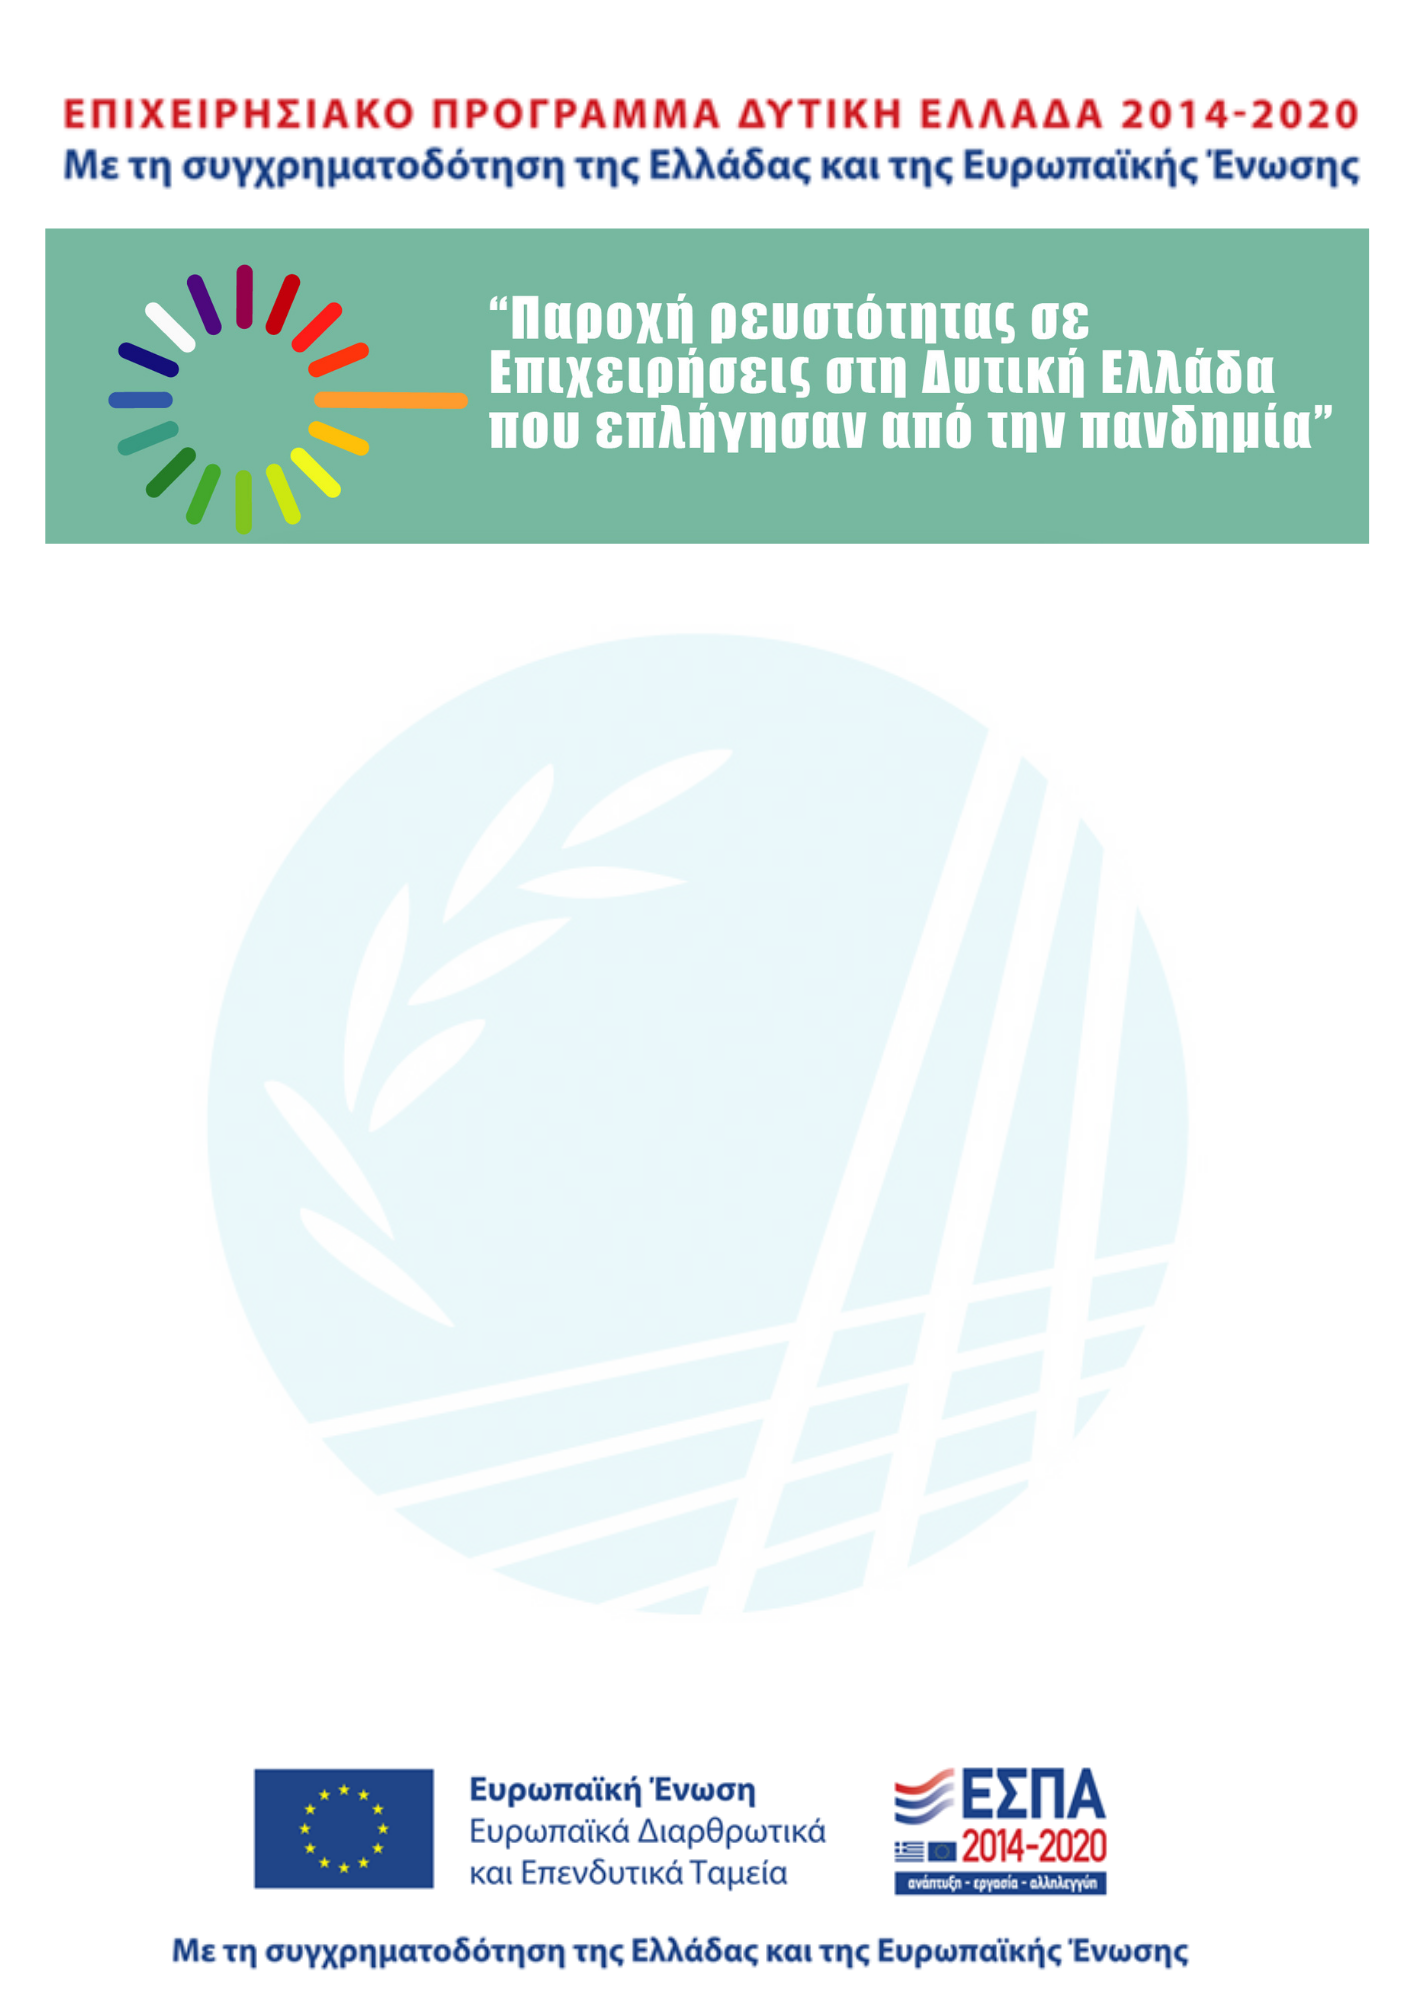 ΕΠΙΧΕΙΡΗΣΙΑΚΟ ΠΡΟΓΡΑΜΜΑ ΔΥΤΙΚΗ ΕΛΛΑΔΑ 2014-2020
Με τη συγχρηματοδότηση της Ελλάδας και της Ευρωπαϊκής Ένωσης
“Παροχή ρευστότητας σε
Επιχειρήσεις στη Δυτική Ελλάδα
που επλήγησαν από την πανδημία”
Ευρωπαϊκή Ένωση
Ευρωπαϊκά Διαρθρωτικά
και Επενδυτικά Ταμεία
ΕΣΠΑ
2014-2020
ανάπτυξη - εργασία - αλληλεγγύη
Με τη συγχρηματοδότηση της Ελλάδας και της Ευρωπαϊκής Ένωσης